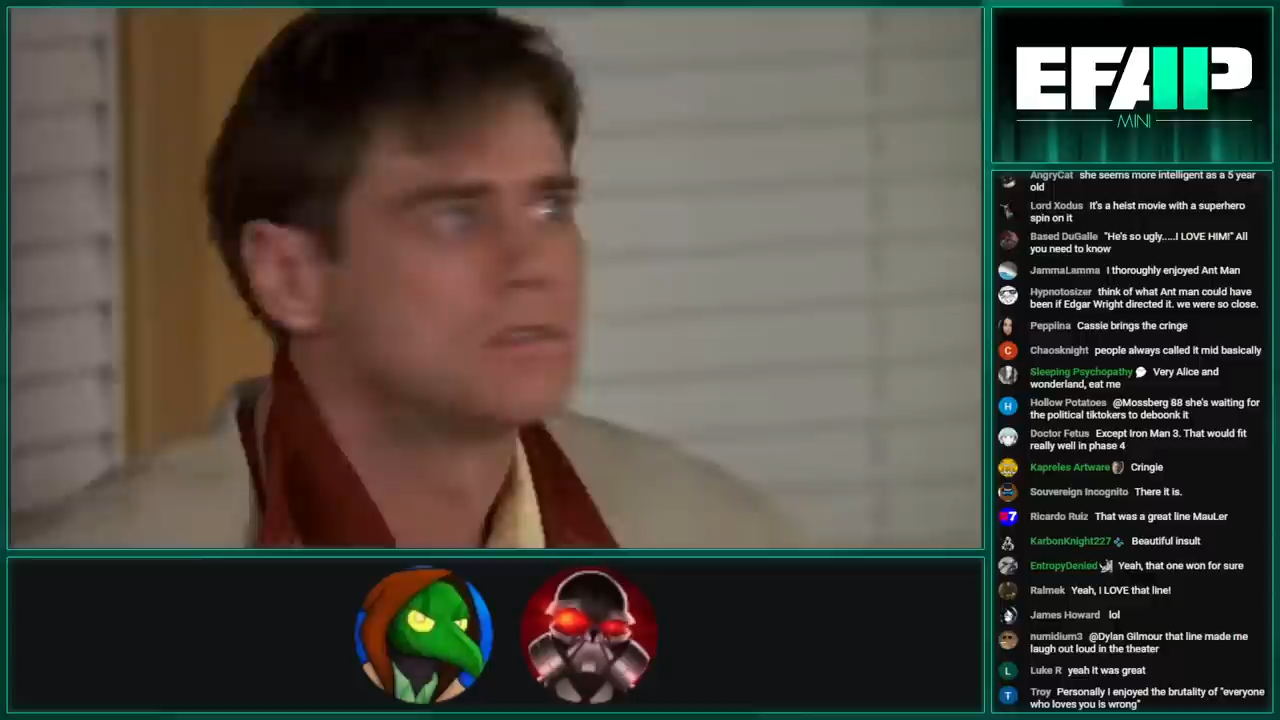 EFAP
MINI
AngryCat she seems more intelligent as a 5 year
old
Lord Xodus It's a heist movie with a superhero
spin on it
Based DuGalle "He's so ugly.....I LOVE HIM!" All
you need to know
JammaLamma I thoroughly enjoyed Ant Man
Hypnotosizer think of what Ant man could have
been if Edgar Wright directed it. we were so close.
A Pepplina Cassie brings the cringe
C Chaosknight people always called it mid basically
Sleeping Psychopathy Very Alice and
wonderland, eat me
H Hollow Potatoes @Mossberg 88 she's waiting for
the political tiktokers to deboonk it
Doctor Fetus Except Iron Man 3. That would fit
really well in phase 4
Kapreles Artware Cringie
Souvereign Incognito There it is.
7 Ricardo Ruiz That was a great line MauLer
KarbonKnight227 Beautiful insult
EntropyDenied Yeah, that one won for sure
Ralmek Yeah, I LOVE that line!
James Howard lol
numidium3 @Dylan Gilmour that line made me
laugh out loud in the theater
L Luke R yeah It was great
T Troy Personally I enjoyed the brutality of "everyone
who loves you is wrong"